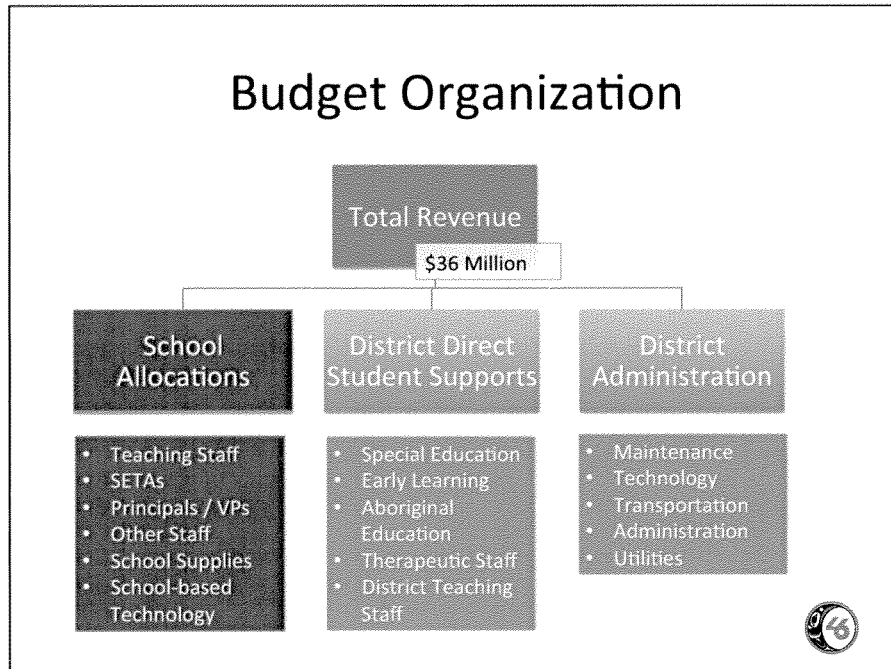 Budget Organization
Total Revenue
$36 Million
School
Allocations
District Direct
Student Supports
District
Administration
• Teaching Staff
• SETAs
• Principals / VPs
• Other Staff
• School Supplies
• School-based
Technology
• Special Education
• Early Learning
• Aboriginal
Education
• Therapeutic Staff
• District Teaching
Staff
• Maintenance
• Technology
• Transportation
• Administration
• Utilities
46